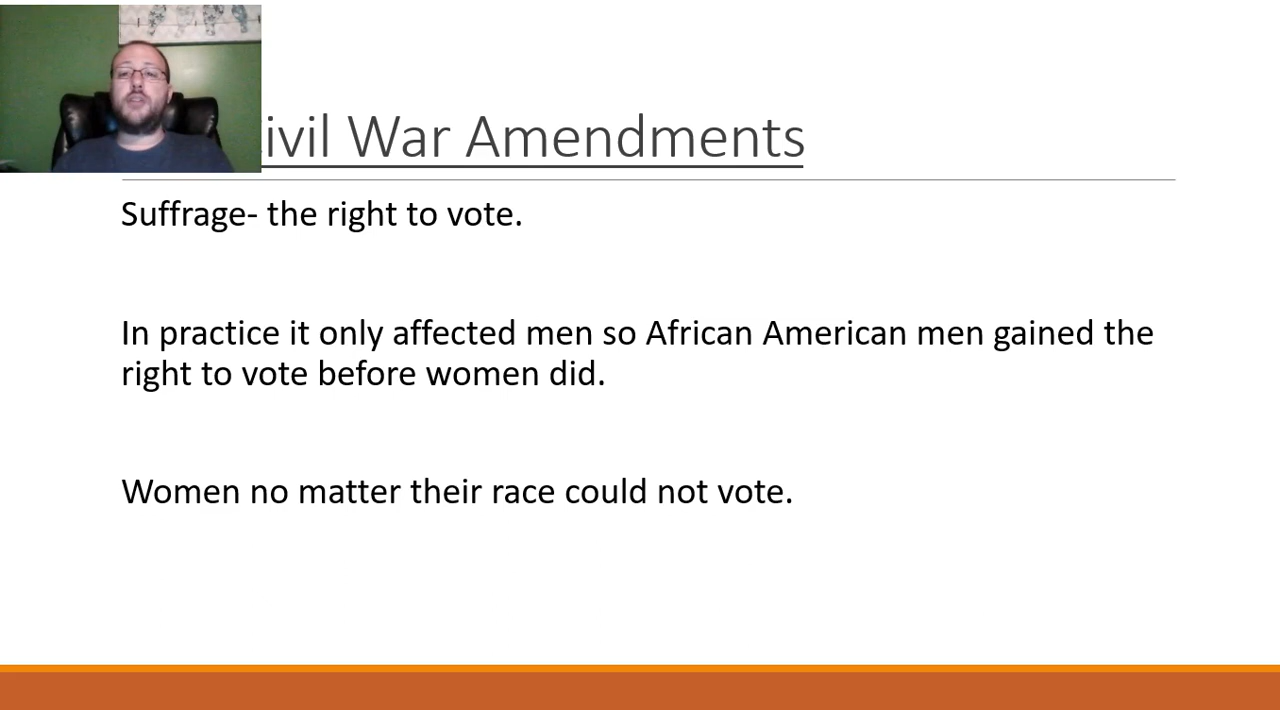 ivil War Amendments
Suffrage- the right to vote.
In practice it only affected men so African American men gained the
right to vote before women did.
Women no matter their race could not vote.